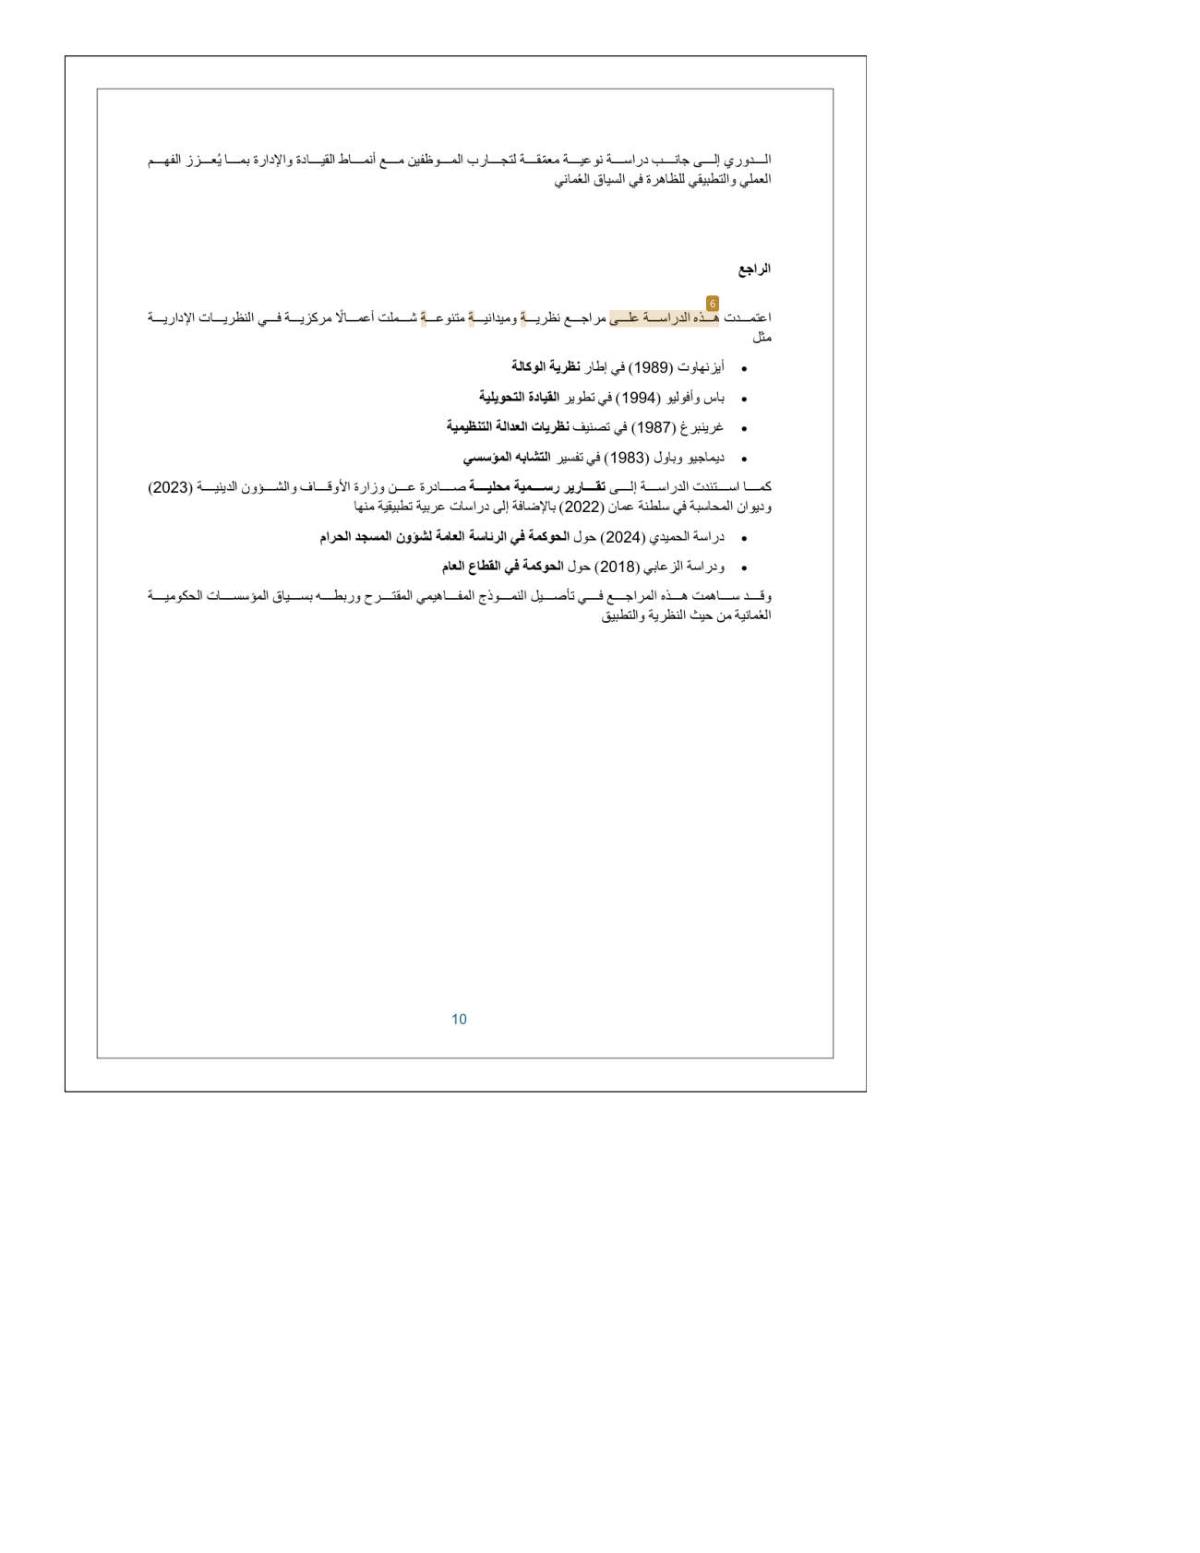 الدوري إلى جانب دراسة نوعية معمّقة لتجارب الموظفين مع أنماط القيادة والإدارة بما يُعزز الفهم
العملي والتطبيقي للظاهرة في السياق العُماني
الراجع
6
اعتمدت هذه الدراسة على مراجع نظرية وميدانية متنوعة شملت أعمالًا مركزية في النظريات الإدارية
مثل
• أيزنهاوت (1989) في إطار نظرية الوكالة
• باس وأفوليو (1994) في تطوير القيادة التحويلية
• غرينبرغ (1987) في تصنيف نظريات العدالة التنظيمية
• ديماجيو وباول (1983) في تفسير التشابه المؤسسي
كما استندت الدراسة إلى تقارير رسمية محلية صادرة عن وزارة الأوقاف والشؤون الدينية (2023)
وديوان المحاسبة في سلطنة عمان (2022) بالإضافة إلى دراسات عربية تطبيقية منها
• دراسة الحميدي (2024) حول الحوكمة في الرئاسة العامة لشؤون المسجد الحرام
• ودراسة الزعابي (2018) حول الحوكمة في القطاع العام
وقد ساهمت هذه المراجع في تأصيل النموذج المفاهيمي المقترح وربطه بسياق المؤسسات الحكومية
العُمانية من حيث النظرية والتطبيق
10